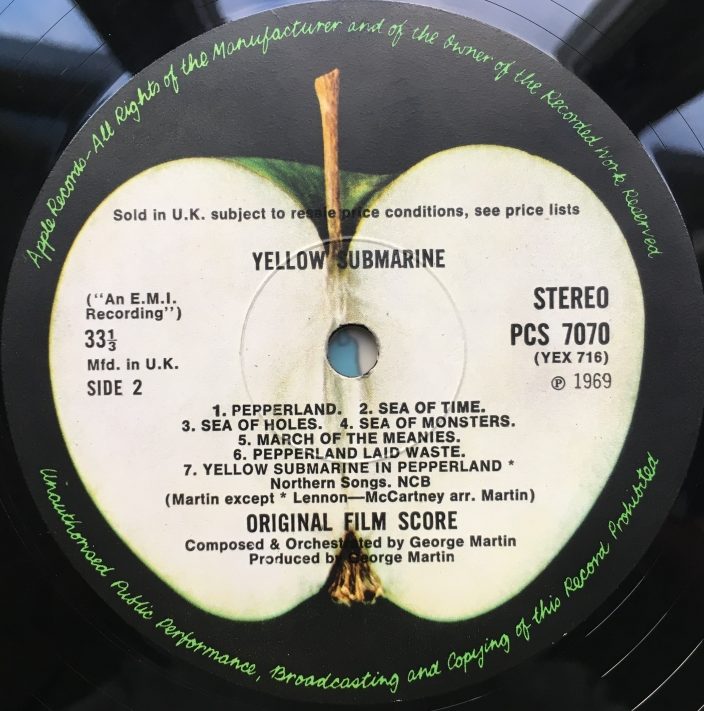 Apple Records—All Rights of the Manufacturer and of the Owner of the Recorded Work Reserved
Sold in U.K. subject to resale price conditions, see price lists
YELLOW SUBMARINE
("An E.M.I.
Recording")
33⅓
Mfd. in U.K.
SIDE 2
STEREO
PCS 7070
(YEX 716)
℗ 1969
1. PEPPERLAND. 2. SEA OF TIME.
3. SEA OF HOLES. 4. SEA OF MONSTERS.
5. MARCH OF THE MEANIES.
6. PEPPERLAND LAID WASTE.
7. YELLOW SUBMARINE IN PEPPERLAND *
Northern Songs. NCB
(Martin except * Lennon—McCartney arr. Martin)
ORIGINAL FILM SCORE
Composed & Orchestrated by George Martin
Produced by George Martin
Unauthorised Public Performance, Broadcasting and Copying of this Record Prohibited